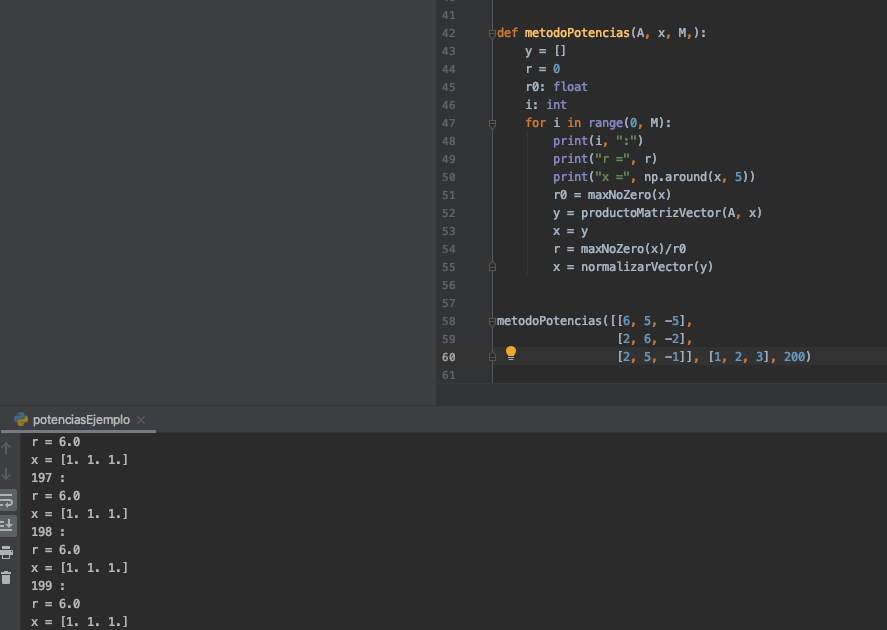 41
42 def metodoPotencias(A, x, M,):
43 y = []
44 r = 0
45 r0: float
46 i: int
47 for i in range(0, M):
48 print(i, ":")
49 print("r =", r)
50 print("x =", np.around(x, 5))
51 r0 = maxNoZero(x)
52 y = productoMatrizVector(A, x)
53 x = y
54 r = maxNoZero(x)/r0
55 x = normalizarVector(y)
56
57
58 metodoPotencias([[6, 5, -5],
59 [2, 6, -2],
60 [2, 5, -1]], [1, 2, 3], 200)
61
potenciasEjemplo
r = 6.0
x = [1. 1. 1.]
197 :
r = 6.0
x = [1. 1. 1.]
198 :
r = 6.0
x = [1. 1. 1.]
199 :
r = 6.0
x = [1. 1. 1.]